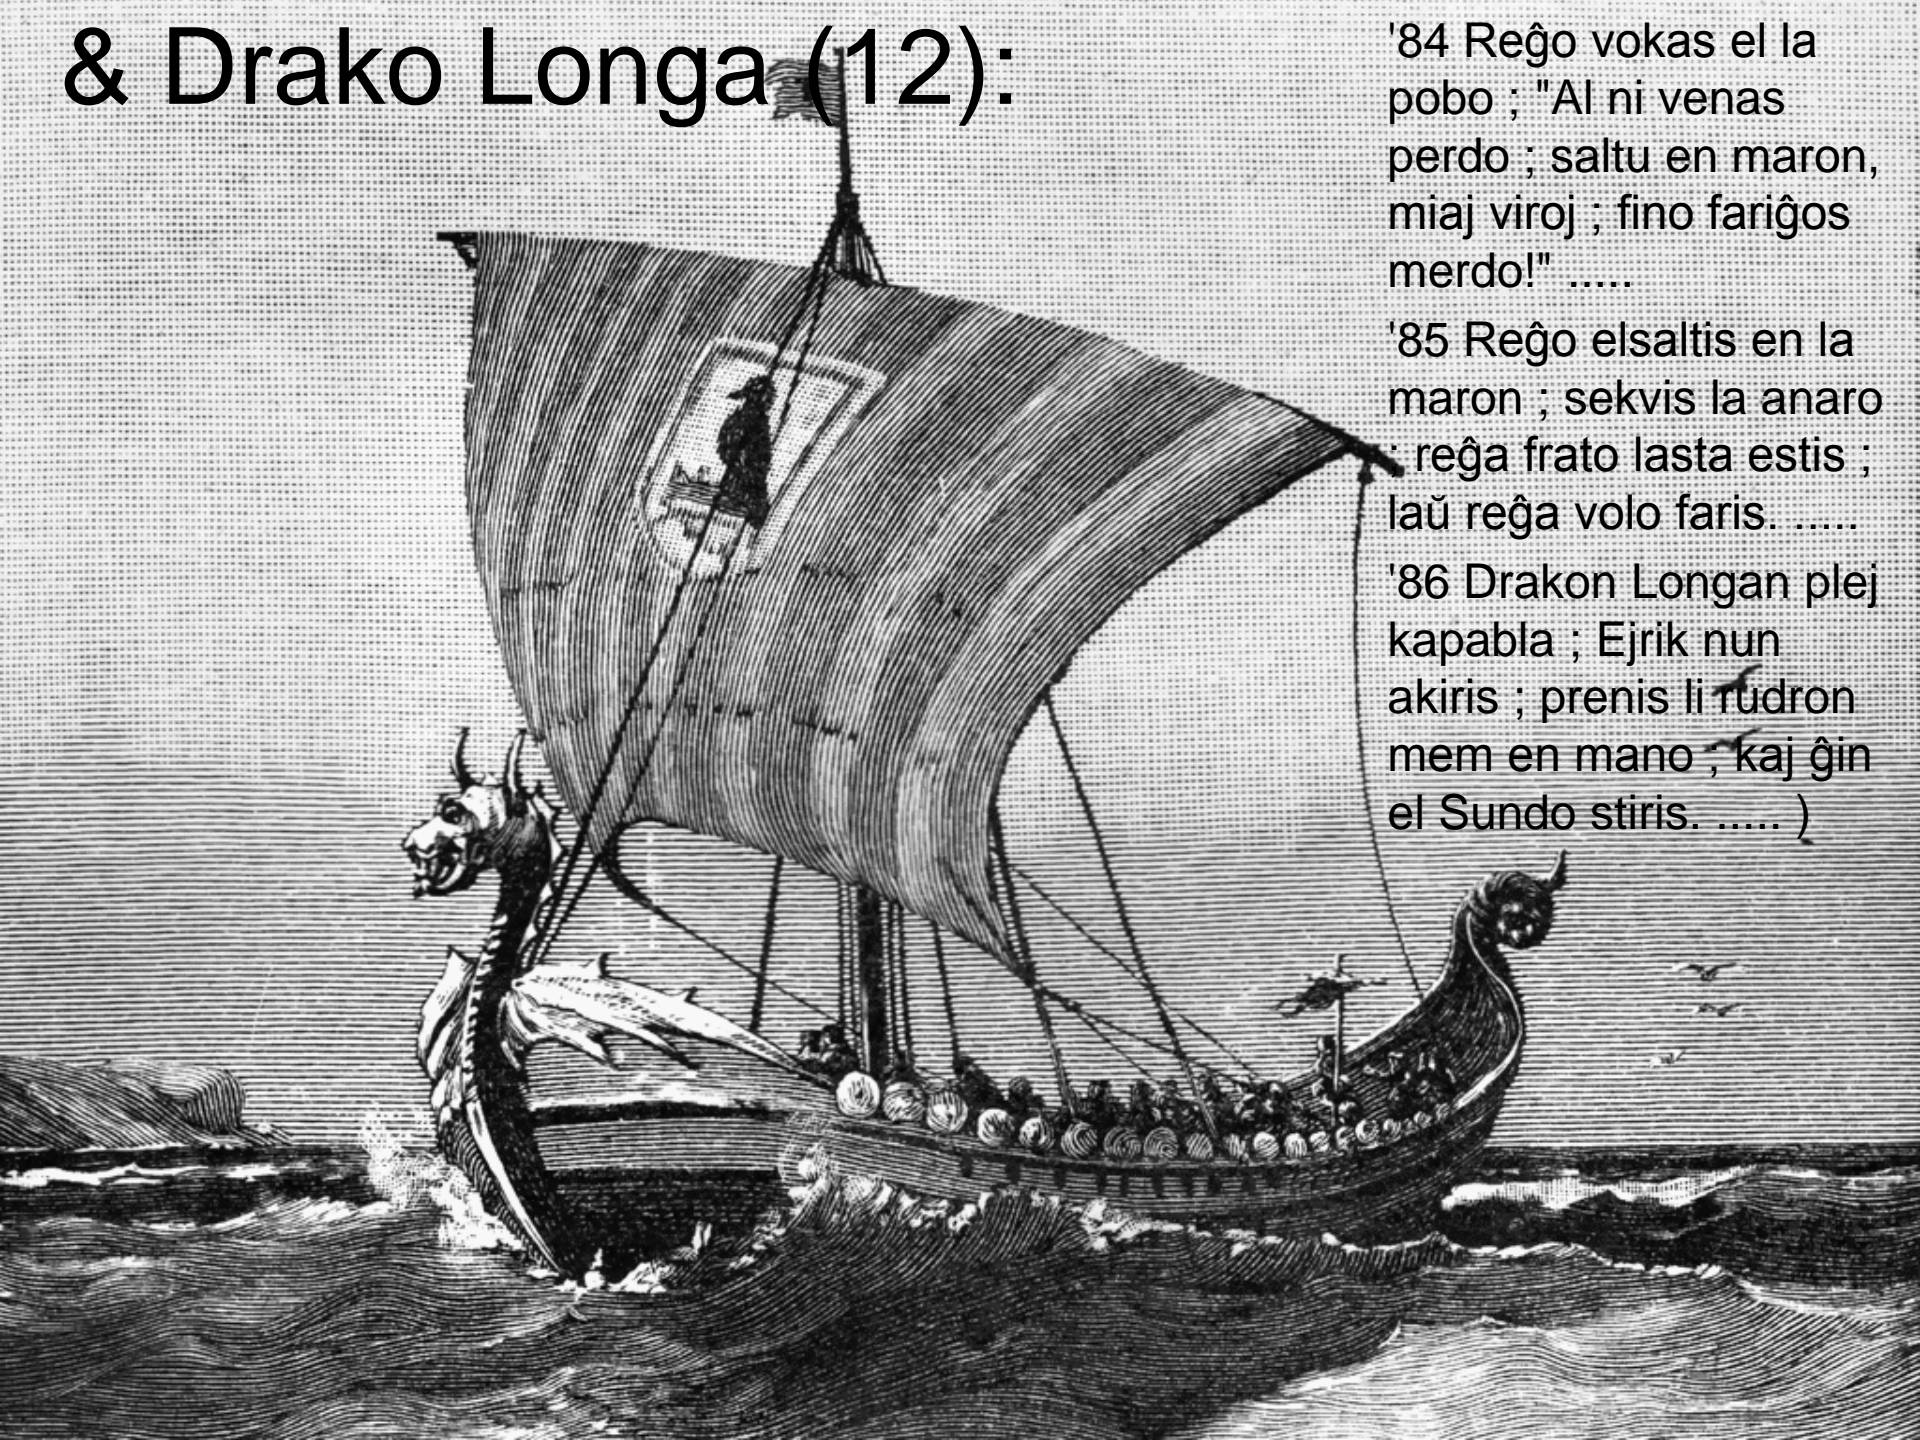 & Drako Longa (12):
'84 Reĝo vokas el la
pobo ; "Al ni venas
perdo ; saltu en maron,
miaj viroj ; fino fariĝos
merdo!" .....
'85 Reĝo elsaltis en la
maron ; sekvis la anaro
; reĝa frato lasta estis ;
laŭ reĝa volo faris. .....
'86 Drakon Longan plej
kapabla ; Ejrik nun
akiris ; prenis li rudron
mem en mano ; kaj ĝin
el Sundo stiris. ..... )